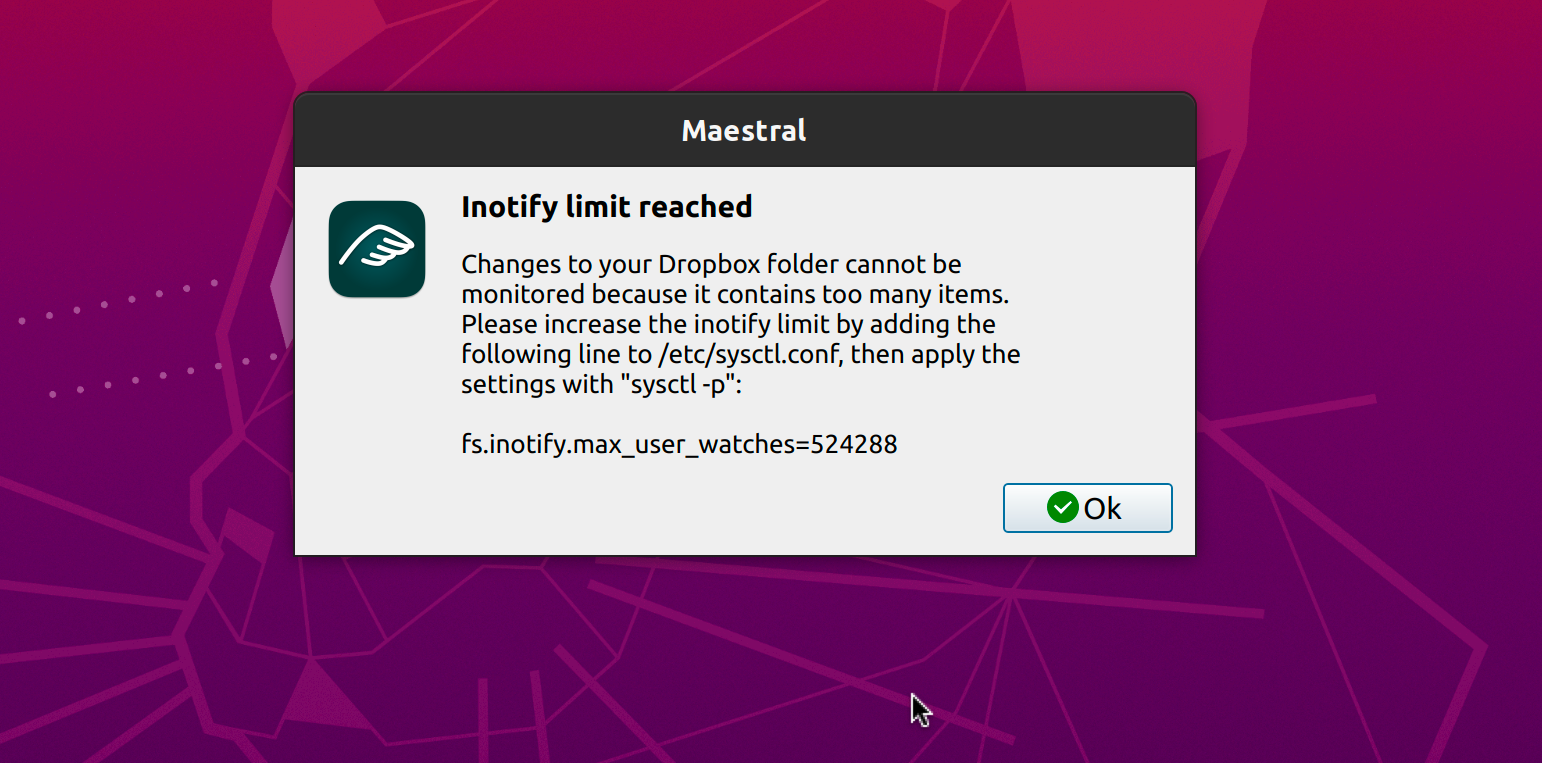 Maestral
Inotify limit reached
Changes to your Dropbox folder cannot be
monitored because it contains too many items.
Please increase the inotify limit by adding the
following line to /etc/sysctl.conf, then apply the
settings with "sysctl -p":
fs.inotify.max_user_watches=524288
Ok